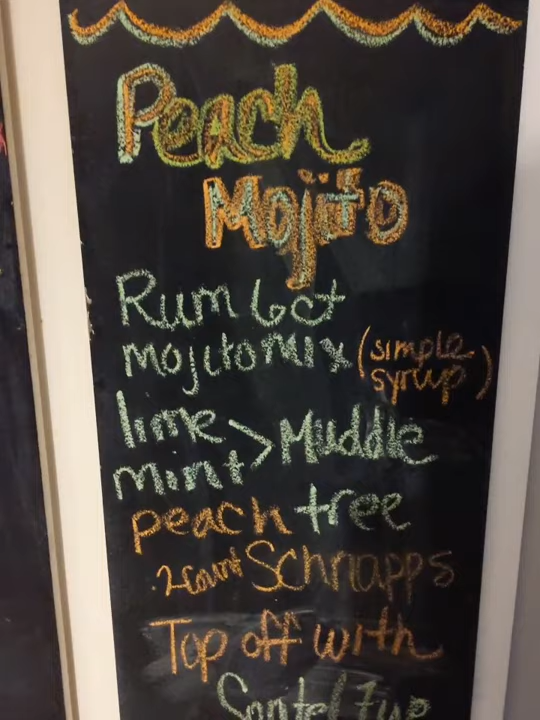 Peach
Mojito
Rum 6ct
mojito mix (simple
syrup)
lime > Muddle
mint
peach tree
2 count Schnapps
Top off with
7up